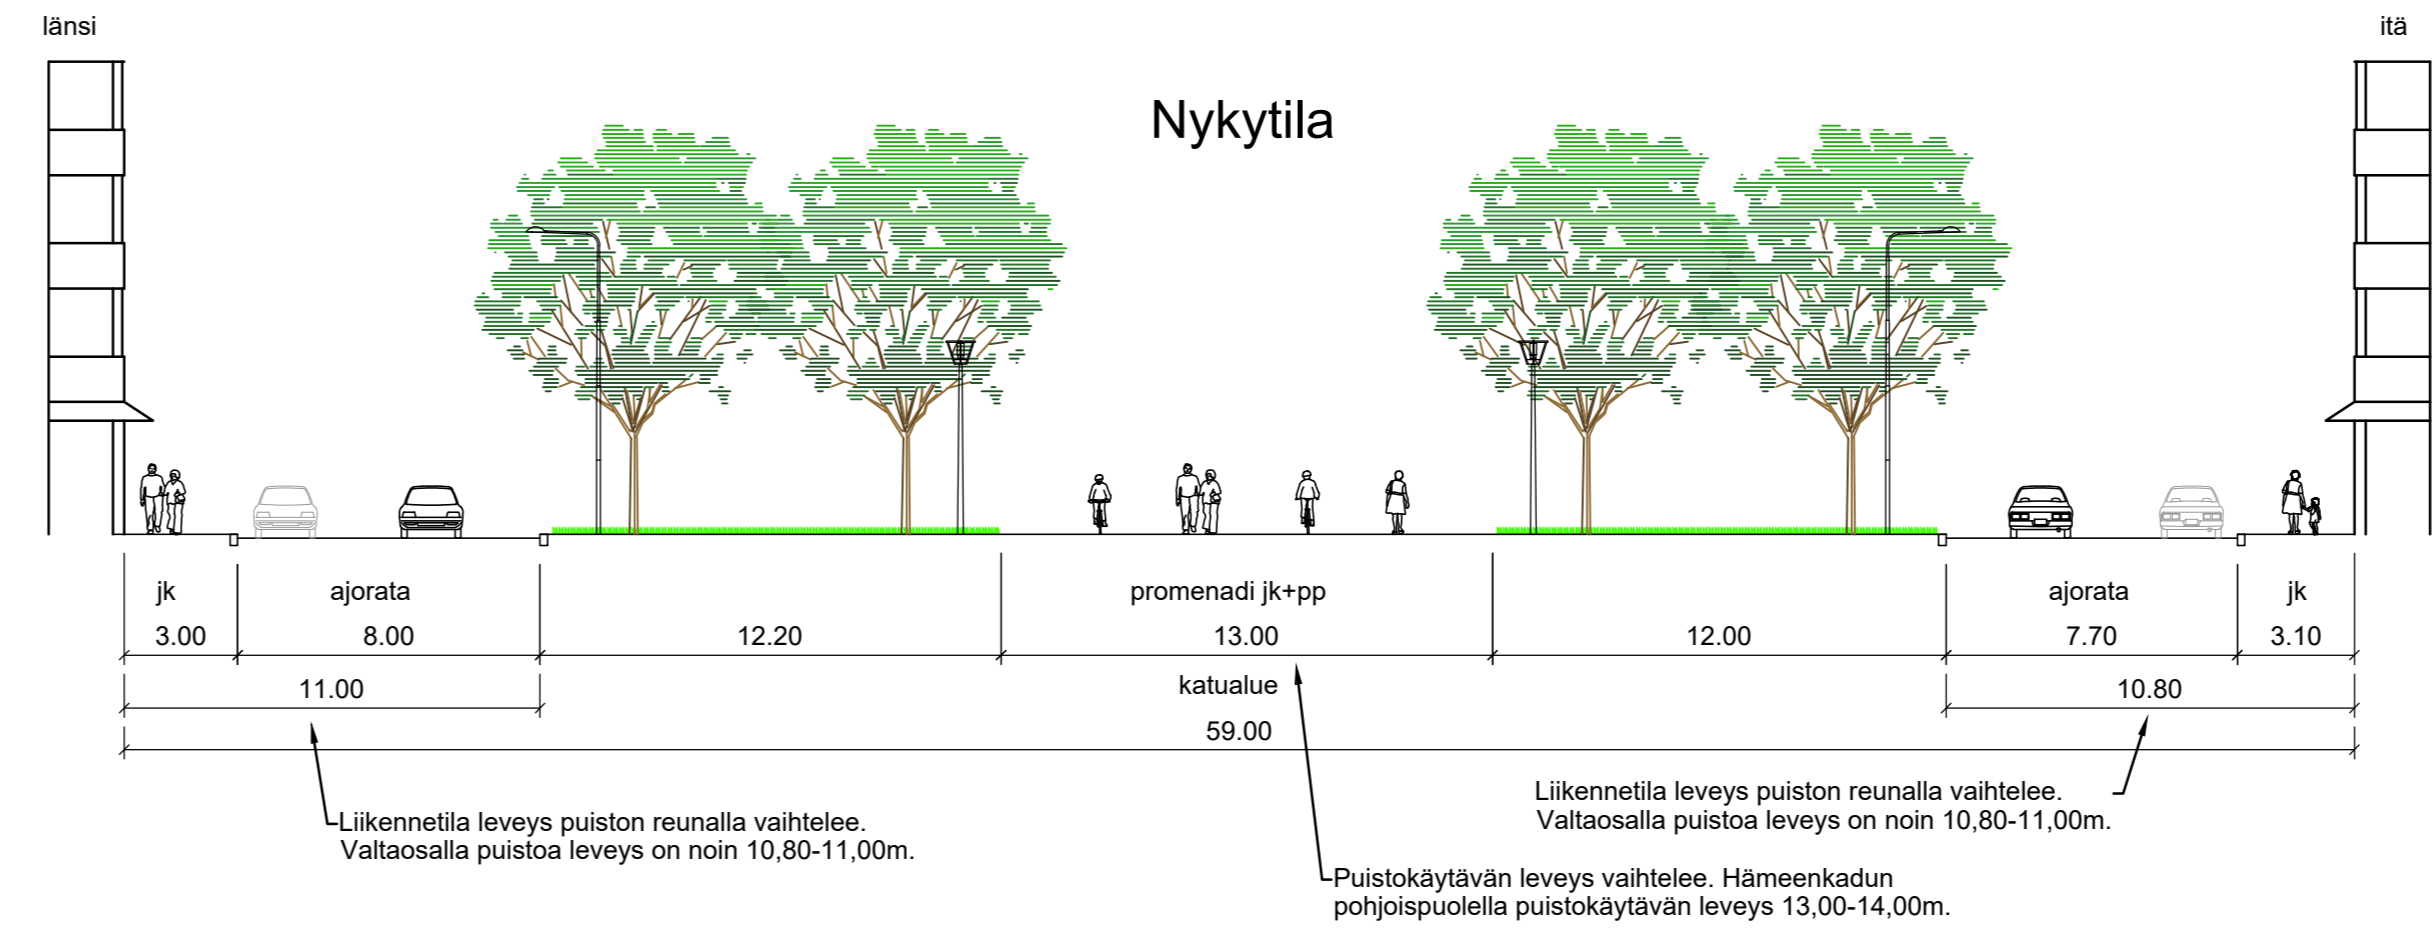 länsi
itä
Nykytila
jk
ajorata
promenadi jk+pp
ajorata
jk
3.00
8.00
12.20
13.00
12.00
7.70
3.10
11.00
katualue
10.80
59.00
Liikennetila leveys puiston reunalla vaihtelee.
Valtaosalla puistoa leveys on noin 10,80-11,00m.
Liikennetila leveys puiston reunalla vaihtelee.
Valtaosalla puistoa leveys on noin 10,80-11,00m.
Puistokäytävän leveys vaihtelee. Hämeenkadun
pohjoispuolella puistokäytävän leveys 13,00-14,00m.